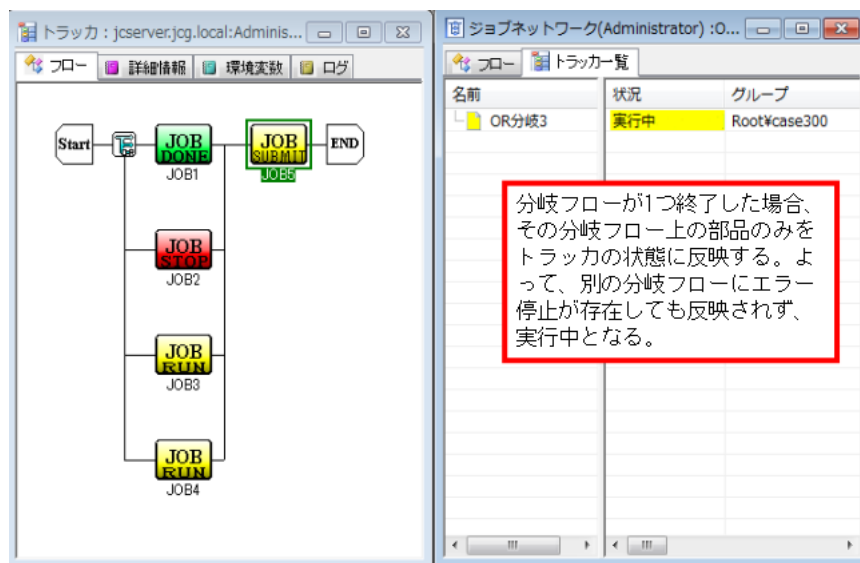 トラッカ : jcserver.jcg.local:Adminis...
フロー 詳細情報 環境変数 ログ
Start
JOB
DONE
JOB1
JOB
SUBMIT
JOB5
END
JOB
STOP
JOB2
JOB
RUN
JOB3
JOB
RUN
JOB4
ジョブネットワーク(Administrator) :O...
フロー トラッカ一覧
名前 状況 グループ
OR分岐3 実行中 Root¥case300
分岐フローが1つ終了した場合、
その分岐フロー上の部品のみを
トラッカの状態に反映する。よ
って、別の分岐フローにエラー
停止が存在しても反映されず、
実行中となる。